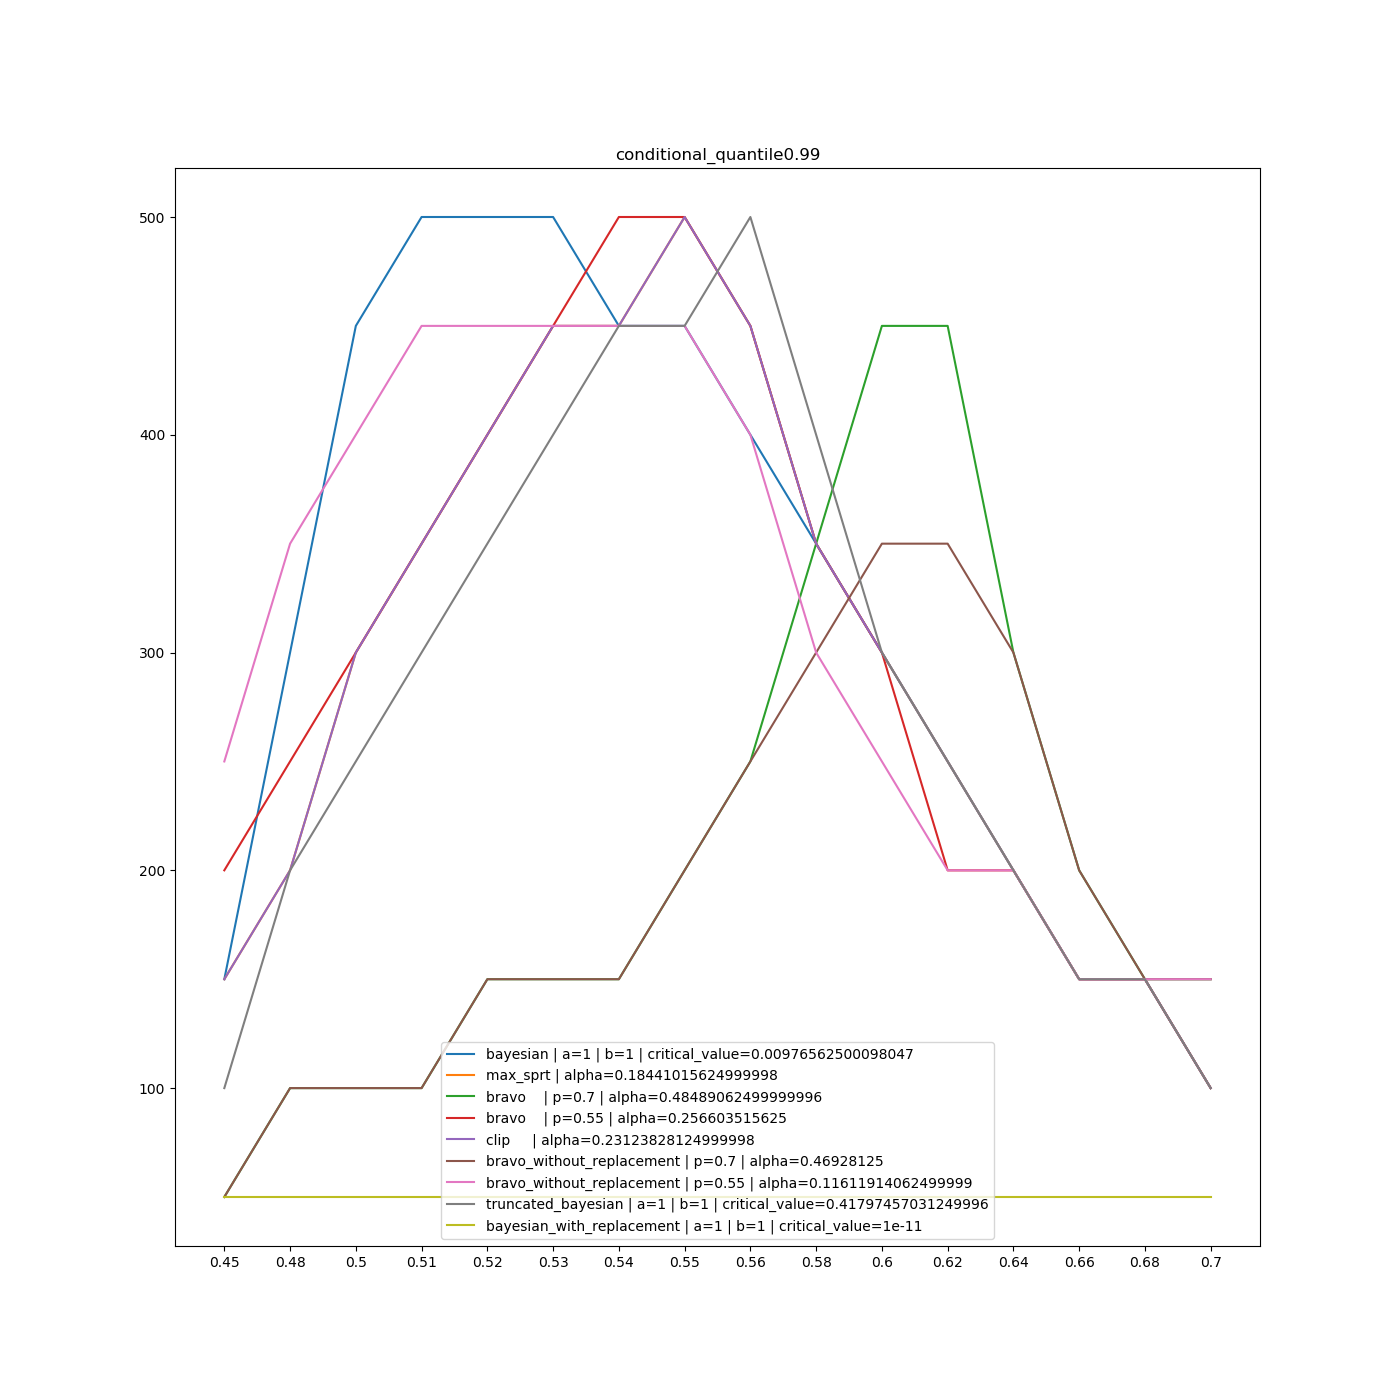 conditional_quantile0.99
500
400
300
200
100
bayesian | a=1 | b=1 | critical_value=0.00976562500098047
max_sprt | alpha=0.18441015624999998
bravo | p=0.7 | alpha=0.48489062499999996
bravo | p=0.55 | alpha=0.256603515625
clip | alpha=0.23123828124999998
bravo_without_replacement | p=0.7 | alpha=0.46928125
bravo_without_replacement | p=0.55 | alpha=0.11611914062499999
truncated_bayesian | a=1 | b=1 | critical_value=0.41797457031249996
bayesian_with_replacement | a=1 | b=1 | critical_value=1e-11
0.45 0.48 0.5 0.51 0.52 0.53 0.54 0.55 0.56 0.58 0.6 0.62 0.64 0.66 0.68 0.7